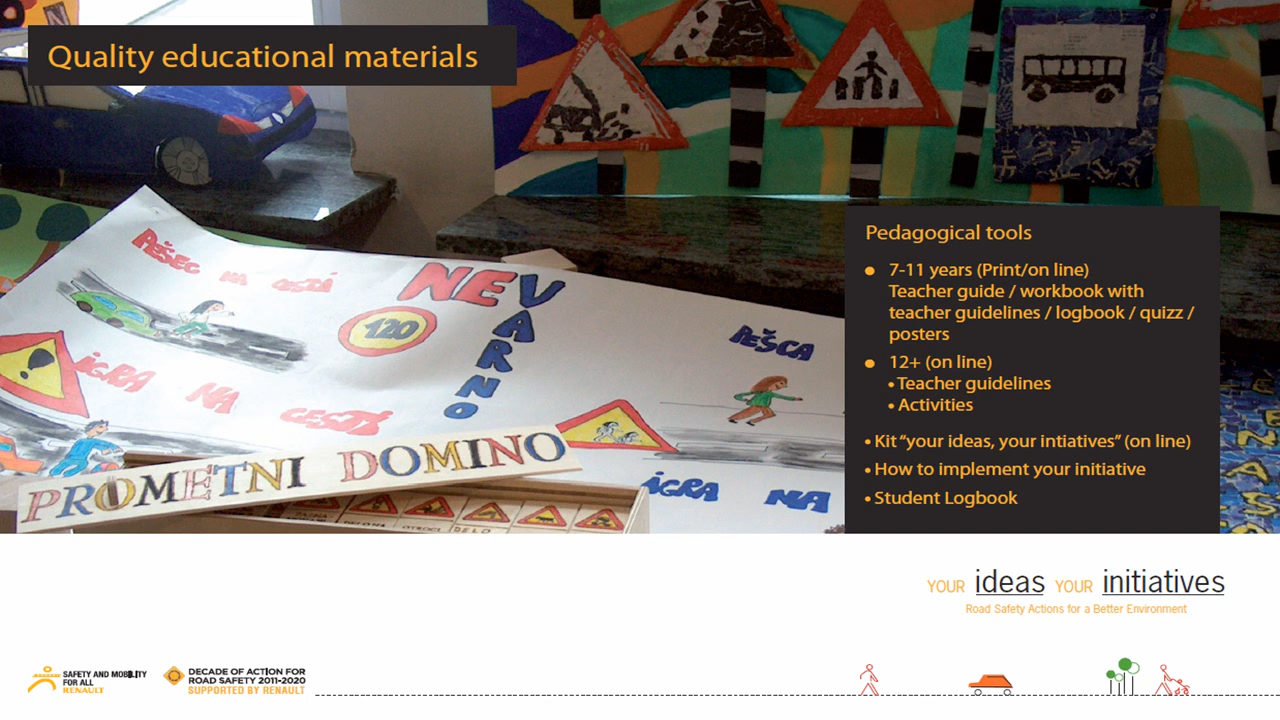 Quality educational materials
PEŠEC NA CESTI
NEVARNO
120
PEŠCA
IGRA NA CESTI
IGRA NA
PROMETNI DOMINO
OTROCI
DELO
Pedagogical tools
7-11 years (Print/on line)
Teacher guide / workbook with
teacher guidelines / logbook / quizz /
posters
12+ (on line)
• Teacher guidelines
• Activities
• Kit “your ideas, your intiatives” (on line)
• How to implement your initiative
• Student Logbook
YOUR ideas YOUR initiatives
Road Safety Actions for a Better Environment
SAFETY AND MOBILITY
FOR ALL
RENAULT
DECADE OF ACTION FOR
ROAD SAFETY 2011-2020
SUPPORTED BY RENAULT